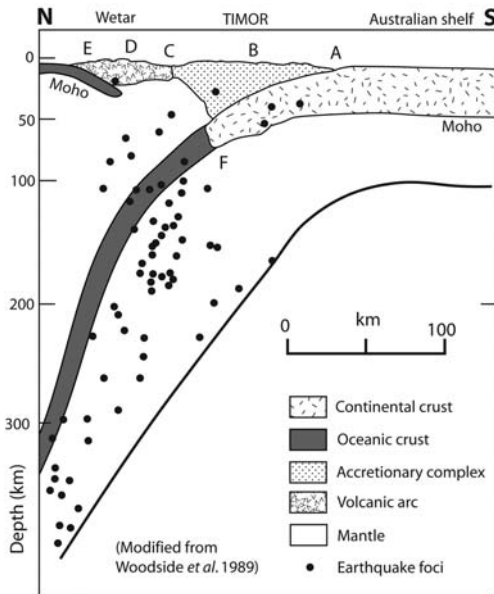 N Wetar TIMOR Australian shelf S
E D C B A
0
Moho
50
Moho
F
100
200
0 100
km
Continental crust
Oceanic crust
300
Accretionary complex
Volcanic arc
Mantle
Depth (km)
(Modified from
Woodside et al. 1989)
Earthquake foci